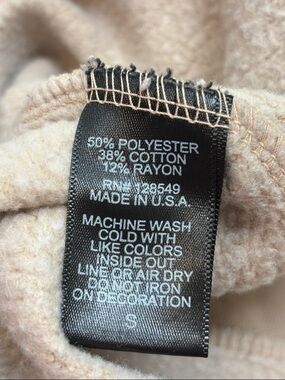 50% POLYESTER
38% COTTON
12% RAYON
RN# 128549
MADE IN U.S.A
MACHINE WASH
COLD WITH
LIKE COLORS
INSIDE OUT
LINE OR AIR DRY
DO NOT IRON
ON DECORATION
S